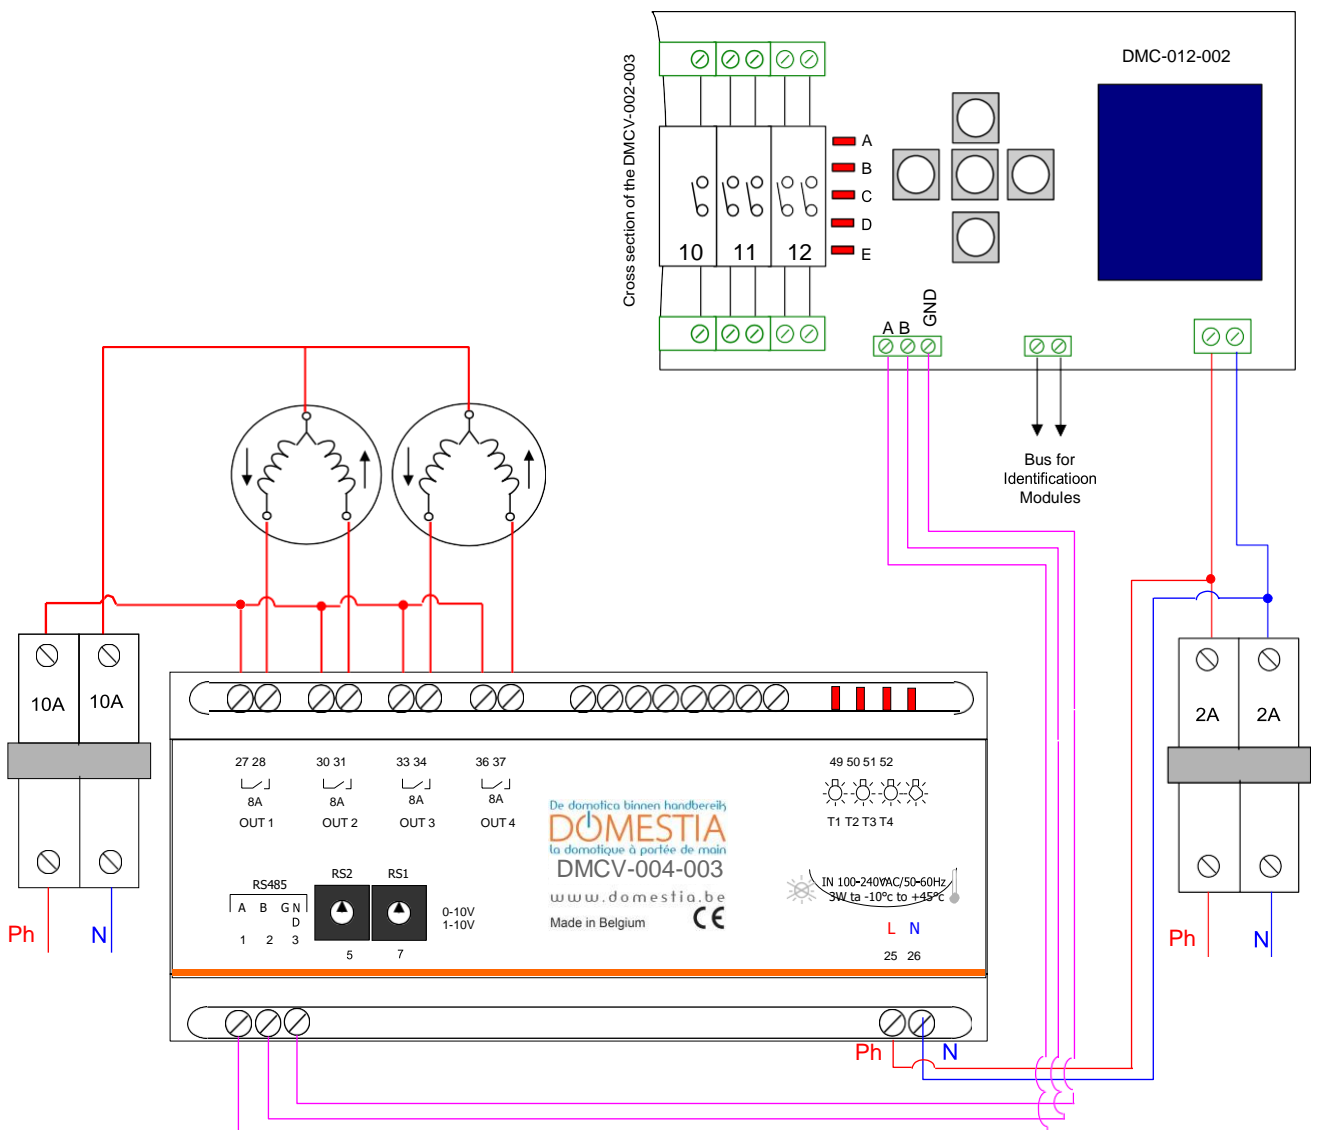 Cross section of the DMCV-002-003
DMC-012-002
A
B
C
D
E
10 11 12
A B GND
Bus for
Identificatioon
Modules
10A 10A
2A 2A
27 28 30 31 33 34 36 37
8A 8A 8A 8A
OUT 1 OUT 2 OUT 3 OUT 4
49 50 51 52
T1 T2 T3 T4
De domotica binnen handbereik
DOMESTIA
la domotique à portée de main
DMCV-004-003
www.domestia.be
Made in Belgium CE
RS485
A B GND
1 2 3
RS2 RS1
5 7
0-10V
1-10V
IN 100-240VAC/50-60Hz
3W ta -10°c to +45°c
L N
25 26
Ph N
Ph N
Ph N